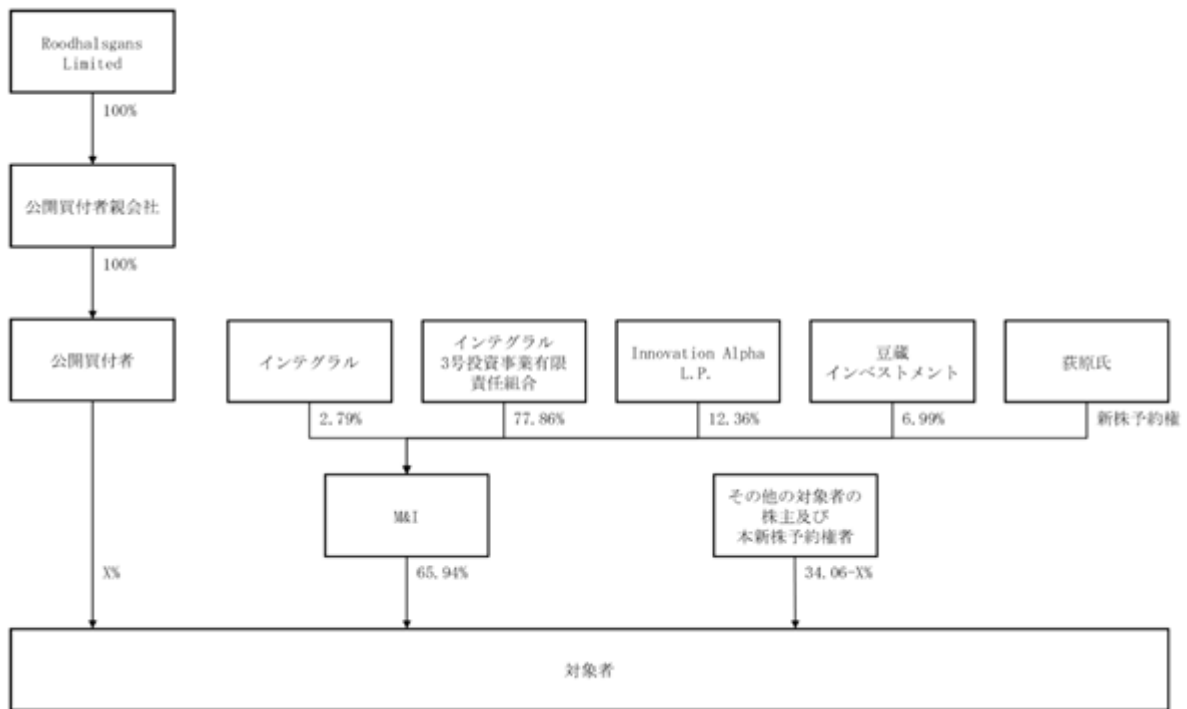 Roodhalsgans
Limited
100%
公開買付者親会社
100%
公開買付者
インテグラル
インテグラル
3号投資事業有限
責任組合
Innovation Alpha
L.P.
豆蔵
インベストメント
荻原氏
2.79%
77.86%
12.36%
6.99%
新株予約権
M&I
その他の対象者の
株主及び
本新株予約権者
X%
65.94%
34.06-X%
対象者